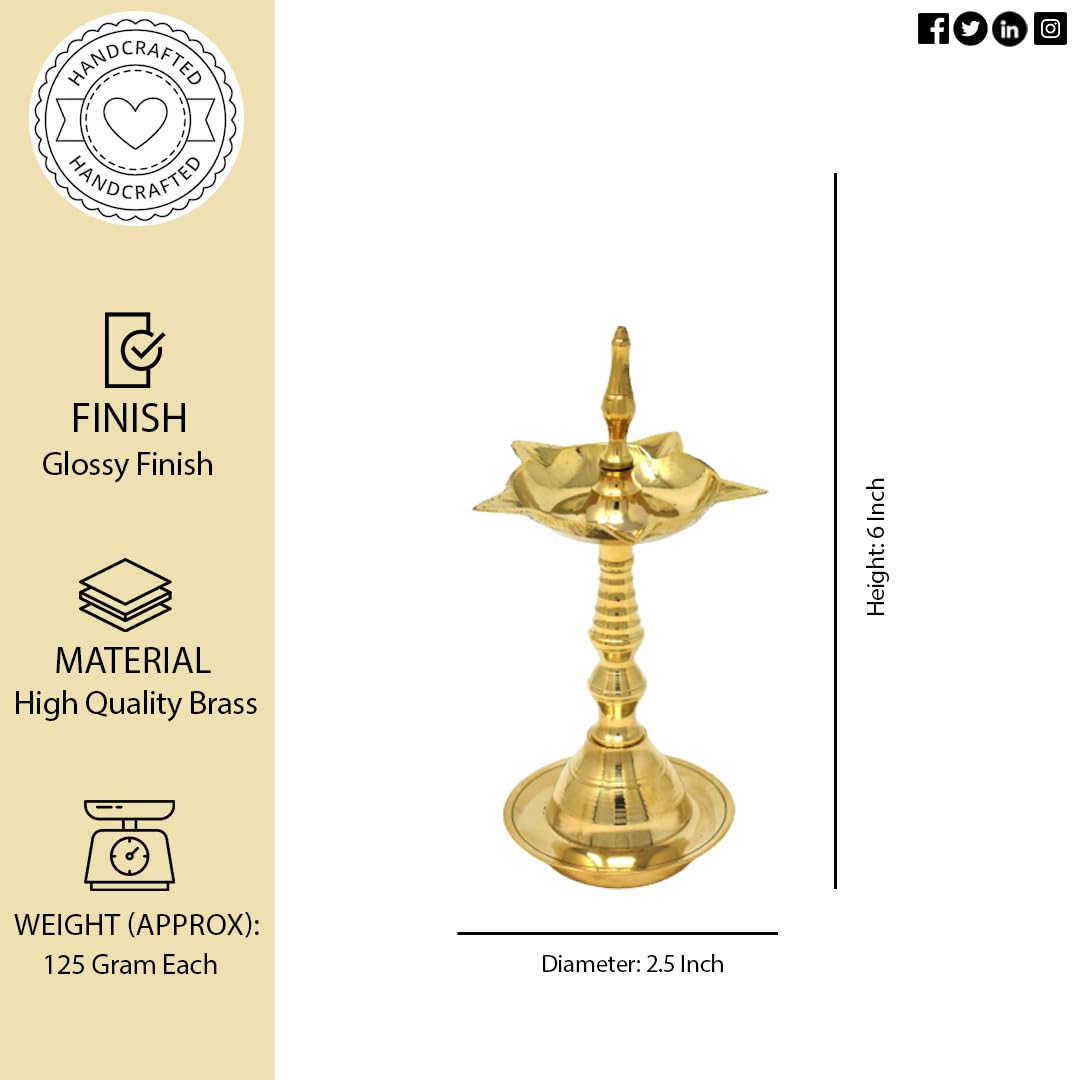 HANDCRAFTED
HANDCRAFTED
FINISH
Glossy Finish
MATERIAL
High Quality Brass
WEIGHT (APPROX):
125 Gram Each
Height: 6 Inch
Diameter: 2.5 Inch